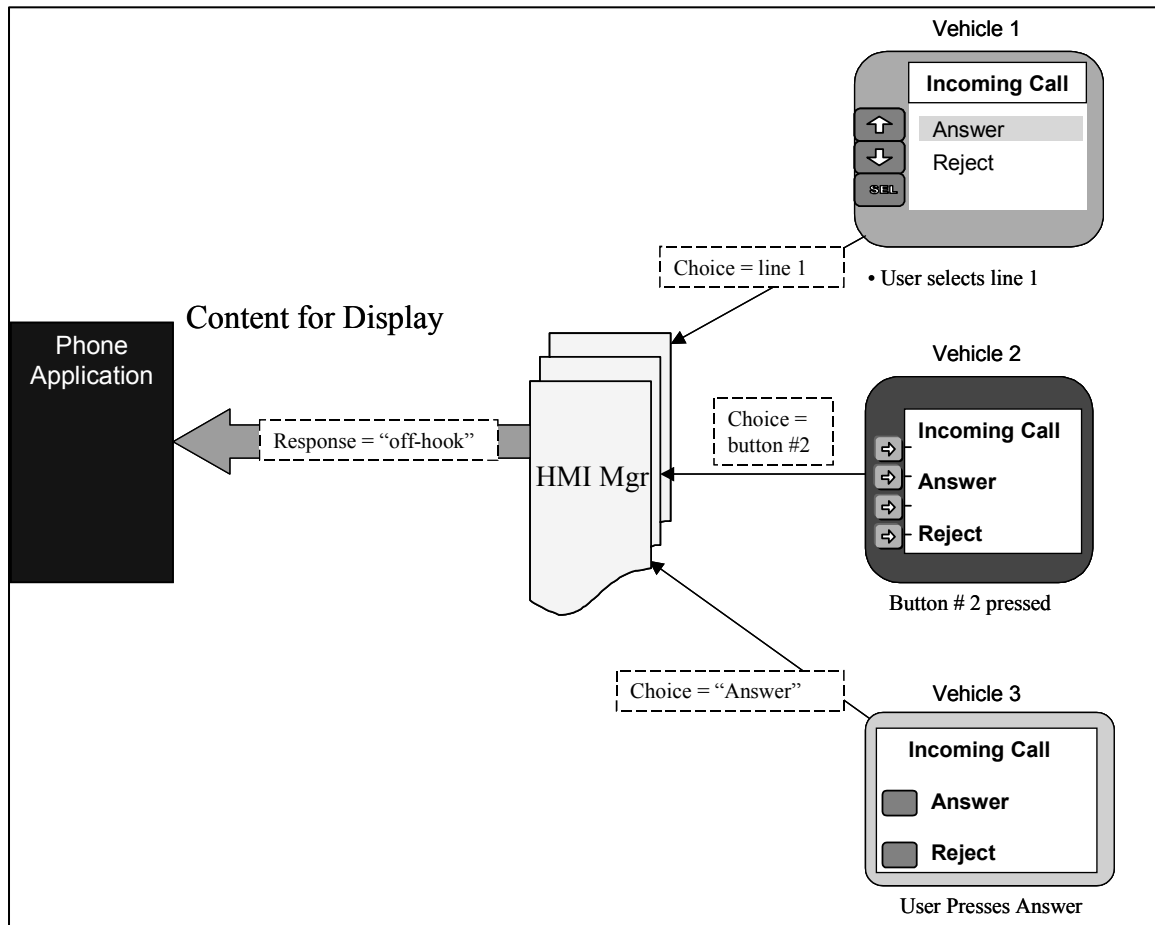 Vehicle 1
Incoming Call
Answer
Reject
SEL
Choice = line 1
• User selects line 1
Content for Display
Phone
Application
Response = “off-hook”
HMI Mgr
Vehicle 2
Choice =
button #2
Incoming Call
Answer
Reject
Button # 2 pressed
Choice = “Answer”
Vehicle 3
Incoming Call
Answer
Reject
User Presses Answer